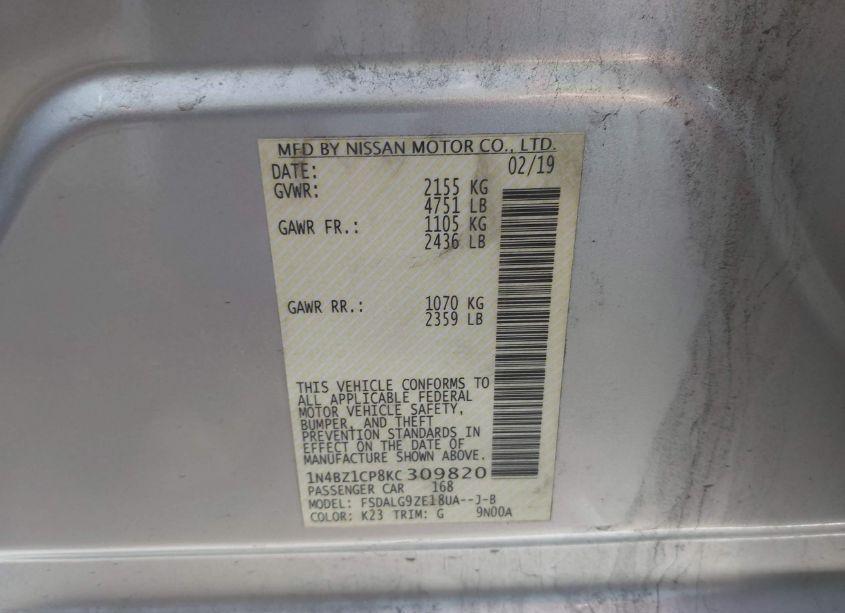 MFD BY NISSAN MOTOR CO., LTD.
DATE: 02/19
GVWR: 2155 KG
4751 LB
GAWR FR.: 1105 KG
2436 LB
GAWR RR.: 1070 KG
2359 LB
THIS VEHICLE CONFORMS TO
ALL APPLICABLE FEDERAL
MOTOR VEHICLE SAFETY,
BUMPER, AND THEFT
PREVENTION STANDARDS IN
EFFECT ON THE DATE OF
MANUFACTURE SHOWN ABOVE.
1N4BZ1CP8KC309820
PASSENGER CAR 168
MODEL: FSDALG9ZE18UA--J-B
COLOR: K23 TRIM: G 9N00A